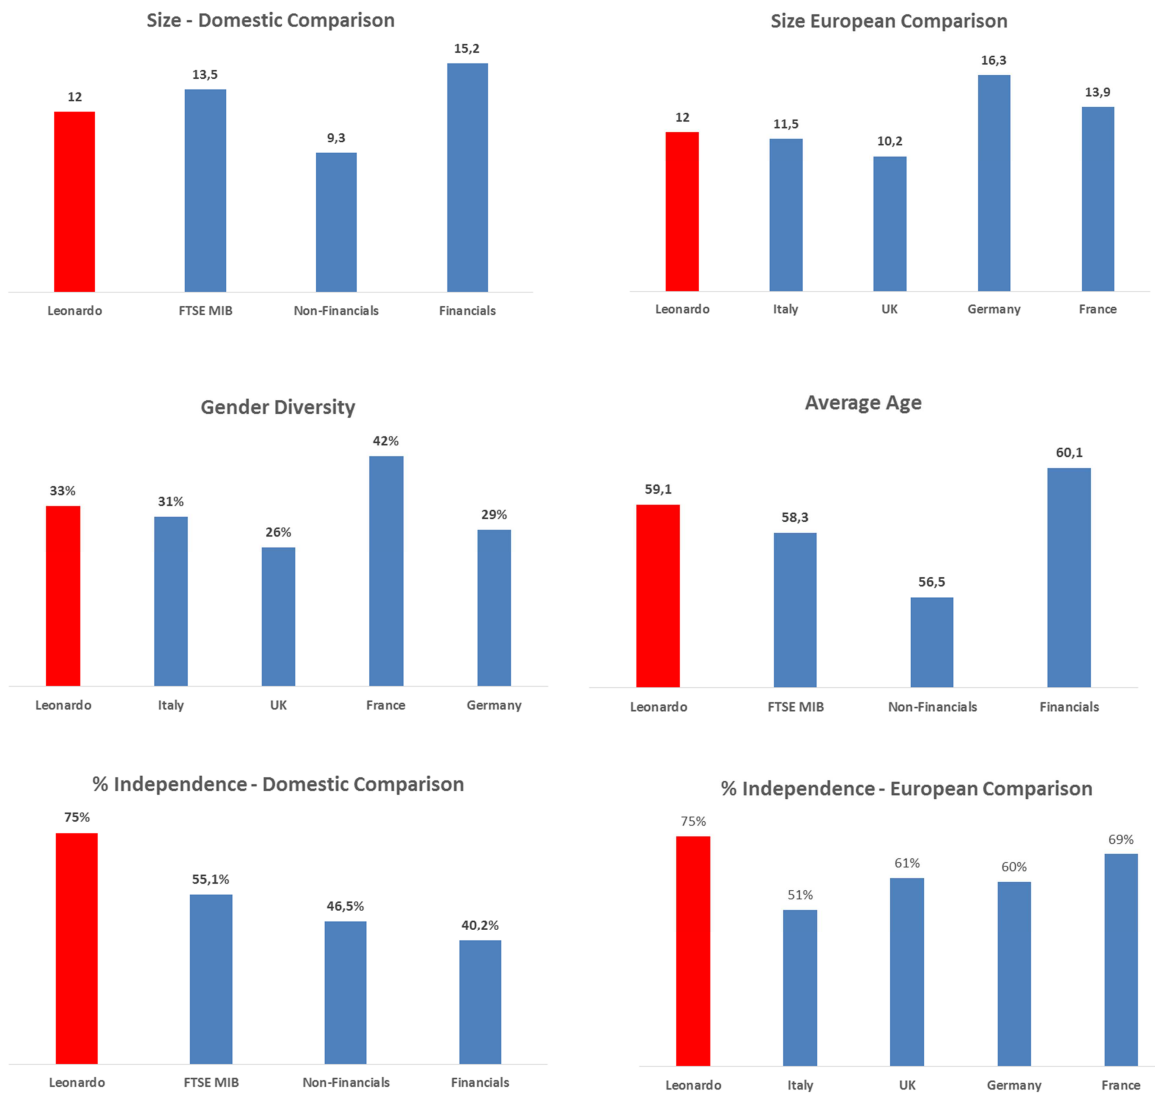 Size - Domestic Comparison
12
13,5
9,3
15,2
Leonardo
FTSE MIB
Non-Financials
Financials
Size European Comparison
12
11,5
10,2
16,3
13,9
Leonardo
Italy
UK
Germany
France
Gender Diversity
33%
31%
26%
42%
29%
Leonardo
Italy
UK
France
Germany
Average Age
59,1
58,3
56,5
60,1
Leonardo
FTSE MIB
Non-Financials
Financials
% Independence - Domestic Comparison
75%
55,1%
46,5%
40,2%
Leonardo
FTSE MIB
Non-Financials
Financials
% Independence - European Comparison
75%
51%
61%
60%
69%
Leonardo
Italy
UK
Germany
France